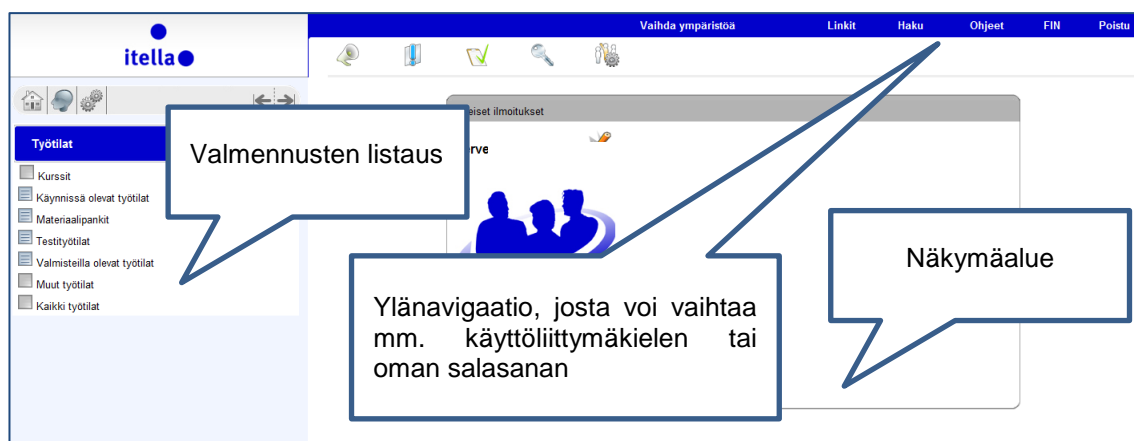 Vaihda ympäristöä Linkit Haku Ohjeet FIN Poistu
itella
Työtilat
Kurssit
Käynnissä olevat työtilat
Materiaalipankit
Testityötilat
Valmisteilla olevat työtilat
Muut työtilat
Kaikki työtilat
Valmennusten listaus
eiset ilmoitukset
erve
Ylänavigaatio, josta voi vaihtaa
mm. käyttöliittymäkielen tai
oman salasanan
Näkymäalue